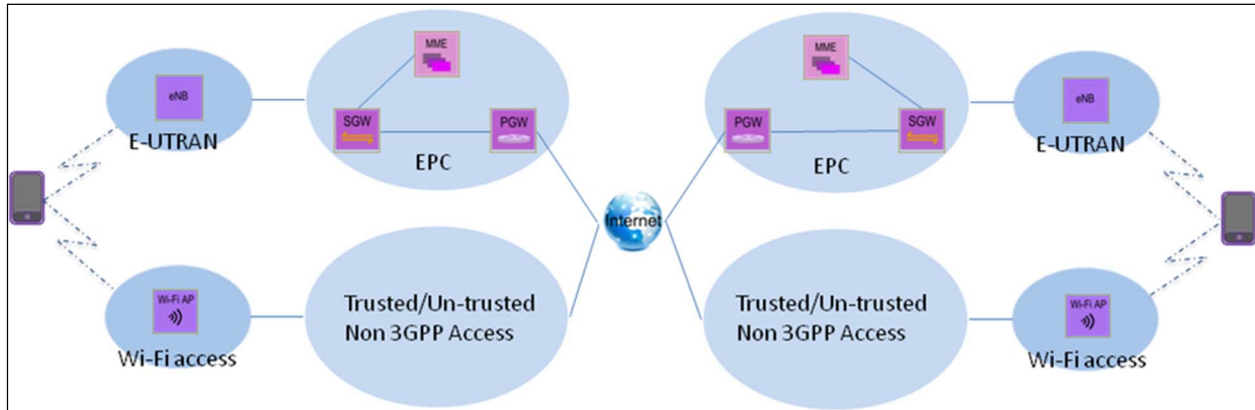 MME
eNB
SGW
PGW
E-UTRAN
EPC
MME
PGW
SGW
eNB
EPC
E-UTRAN
Internet
Wi-Fi AP
Wi-Fi access
Trusted/Un-trusted
Non 3GPP Access
Trusted/Un-trusted
Non 3GPP Access
Wi-Fi AP
Wi-Fi access